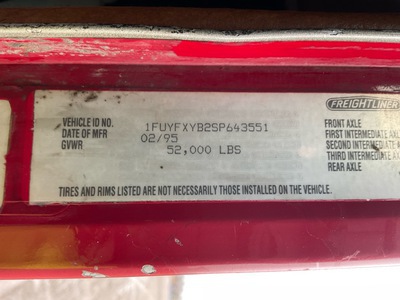 FREIGHTLINER
VEHICLE ID NO. 1FUYFXYB2SP643551
DATE OF MFR 02/95
GVWR 52,000 LBS
FRONT AXLE
FIRST INTERMEDIATE AXLE
SECOND INTERMEDIATE
THIRD INTERMEDIATE AXLE
REAR AXLE
TIRES AND RIMS LISTED ARE NOT NECESSARILY THOSE INSTALLED ON THE VEHICLE.